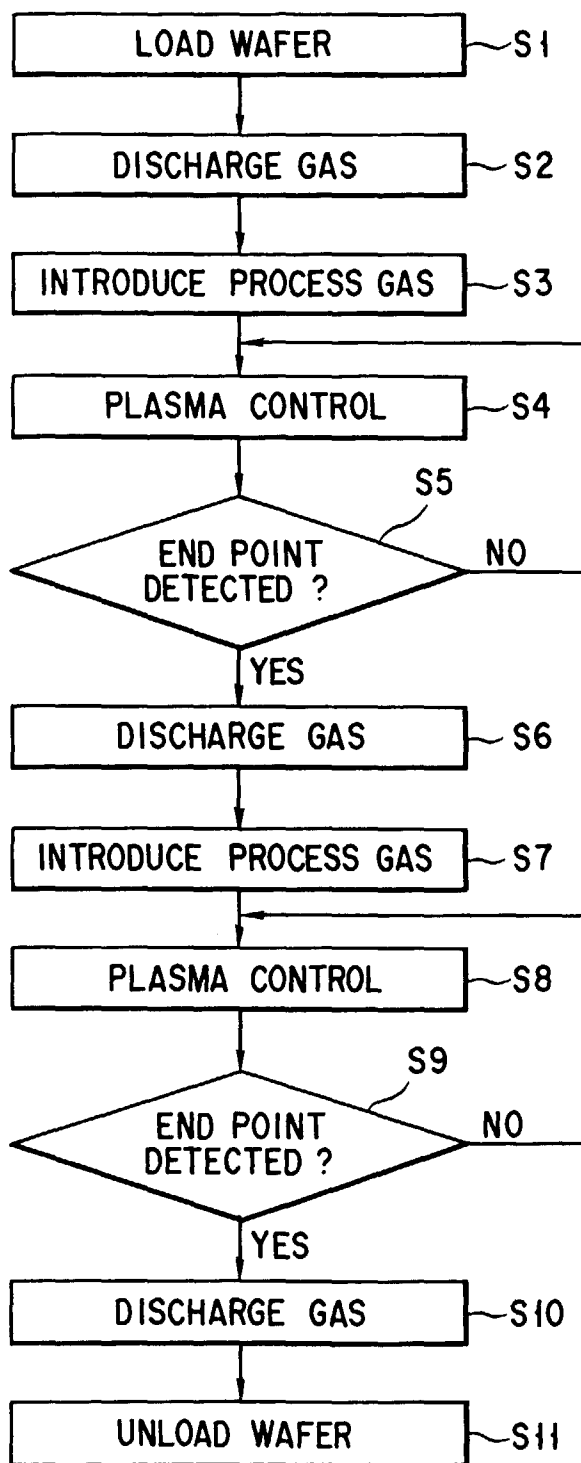 LOAD WAFER S1
DISCHARGE GAS S2
INTRODUCE PROCESS GAS S3
PLASMA CONTROL S4
S5
END POINT
DETECTED ?
NO
YES
DISCHARGE GAS S6
INTRODUCE PROCESS GAS S7
PLASMA CONTROL S8
S9
END POINT
DETECTED ?
NO
YES
DISCHARGE GAS S10
UNLOAD WAFER S11